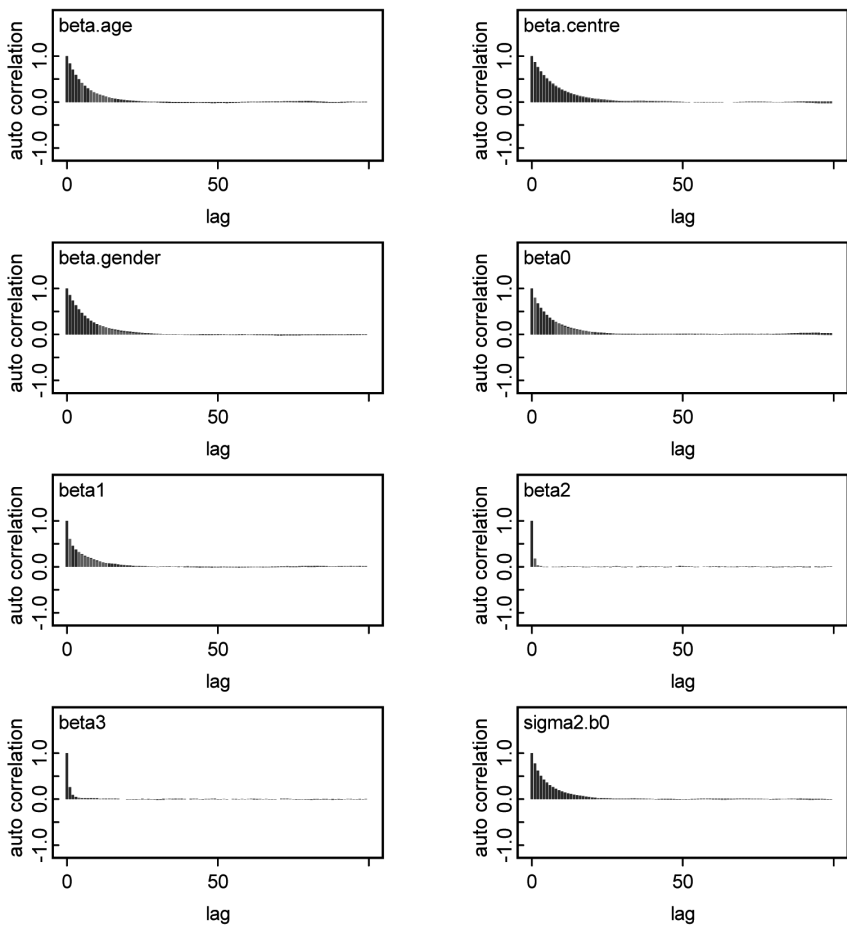 beta.age
auto correlation
-1.0 0.0 1.0
0 50
lag
beta.centre
auto correlation
-1.0 0.0 1.0
0 50
lag
beta.gender
auto correlation
-1.0 0.0 1.0
0 50
lag
beta0
auto correlation
-1.0 0.0 1.0
0 50
lag
beta1
auto correlation
-1.0 0.0 1.0
0 50
lag
beta2
auto correlation
-1.0 0.0 1.0
0 50
lag
beta3
auto correlation
-1.0 0.0 1.0
0 50
lag
sigma2.b0
auto correlation
-1.0 0.0 1.0
0 50
lag